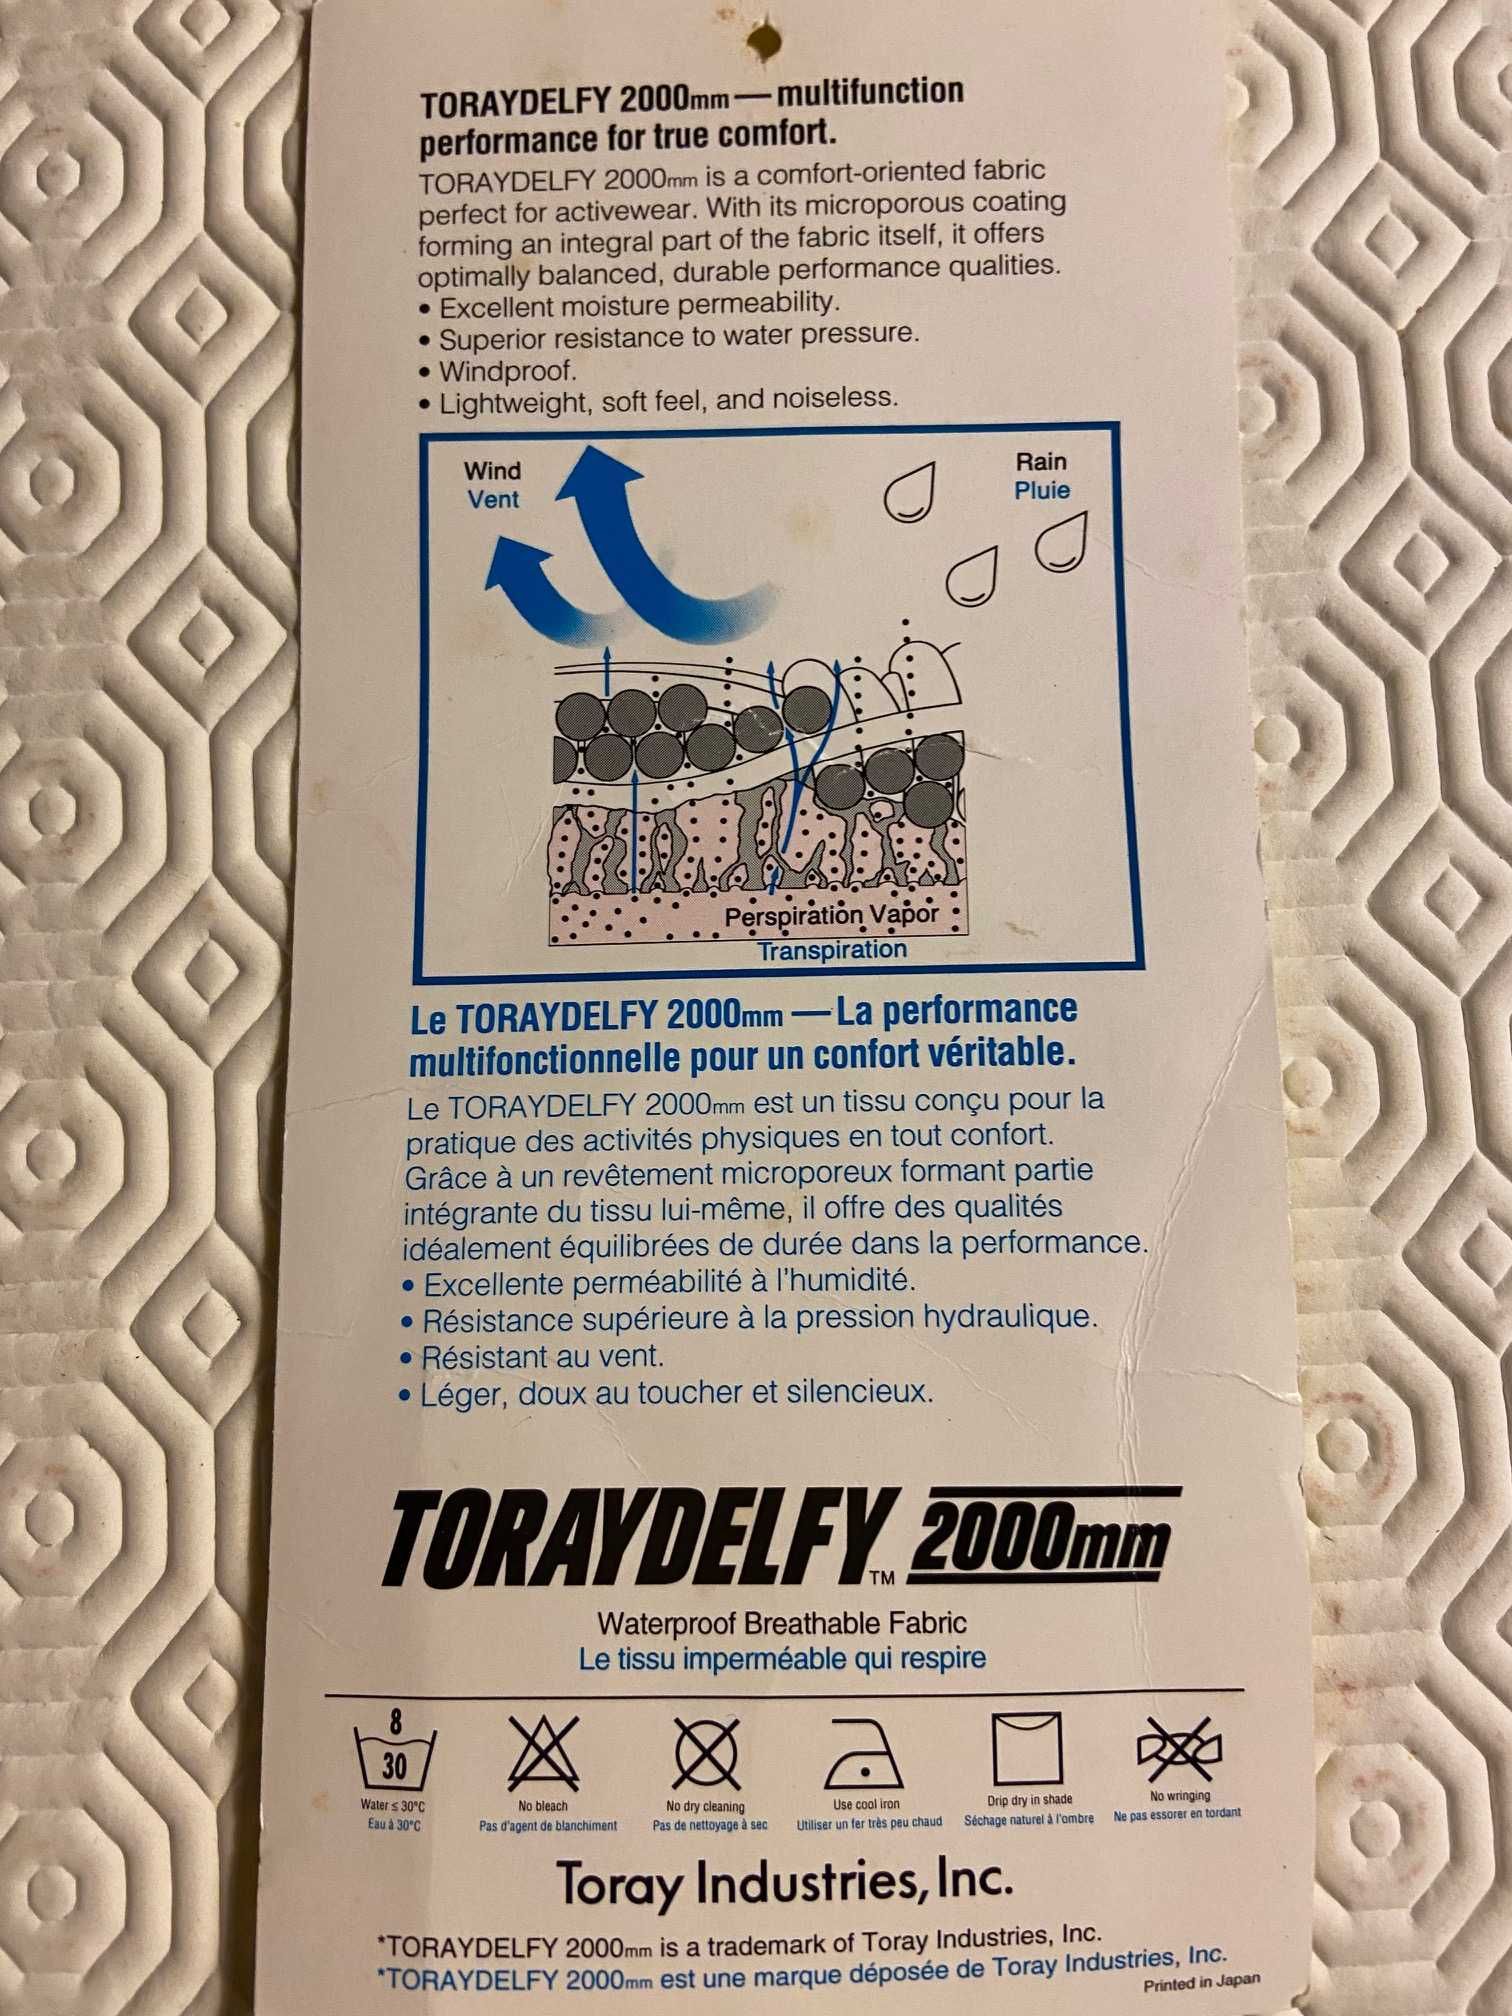 TORAYDELFY 2000mm — multifunction
performance for true comfort.
TORAYDELFY 2000mm is a comfort-oriented fabric
perfect for activewear. With its microporous coating
forming an integral part of the fabric itself, it offers
optimally balanced, durable performance qualities.
• Excellent moisture permeability.
• Superior resistance to water pressure.
• Windproof.
• Lightweight, soft feel, and noiseless.
Wind
Vent
Rain
Pluie
Perspiration Vapor
Transpiration
Le TORAYDELFY 2000mm — La performance
multifonctionnelle pour un confort véritable.
Le TORAYDELFY 2000mm est un tissu conçu pour la
pratique des activités physiques en tout confort.
Grâce à un revêtement microporeux formant partie
intégrante du tissu lui-même, il offre des qualités
idéalement équilibrées de durée dans la performance.
• Excellente perméabilité à l'humidité.
• Résistance supérieure à la pression hydraulique.
• Résistant au vent.
• Léger, doux au toucher et silencieux.
TORAYDELFY™ 2000mm
Waterproof Breathable Fabric
Le tissu imperméable qui respire
8
30
Water ≤ 30°C
Eau à 30°C
No bleach
Pas d'agent de blanchiment
No dry cleaning
Pas de nettoyage à sec
Use cool iron
Utiliser un fer très peu chaud
Drip dry in shade
Séchage naturel à l'ombre
No wringing
Ne pas essorer en tordant
Toray Industries, Inc.
*TORAYDELFY 2000mm is a trademark of Toray Industries, Inc.
*TORAYDELFY 2000mm est une marque déposée de Toray Industries, Inc.
Printed in Japan